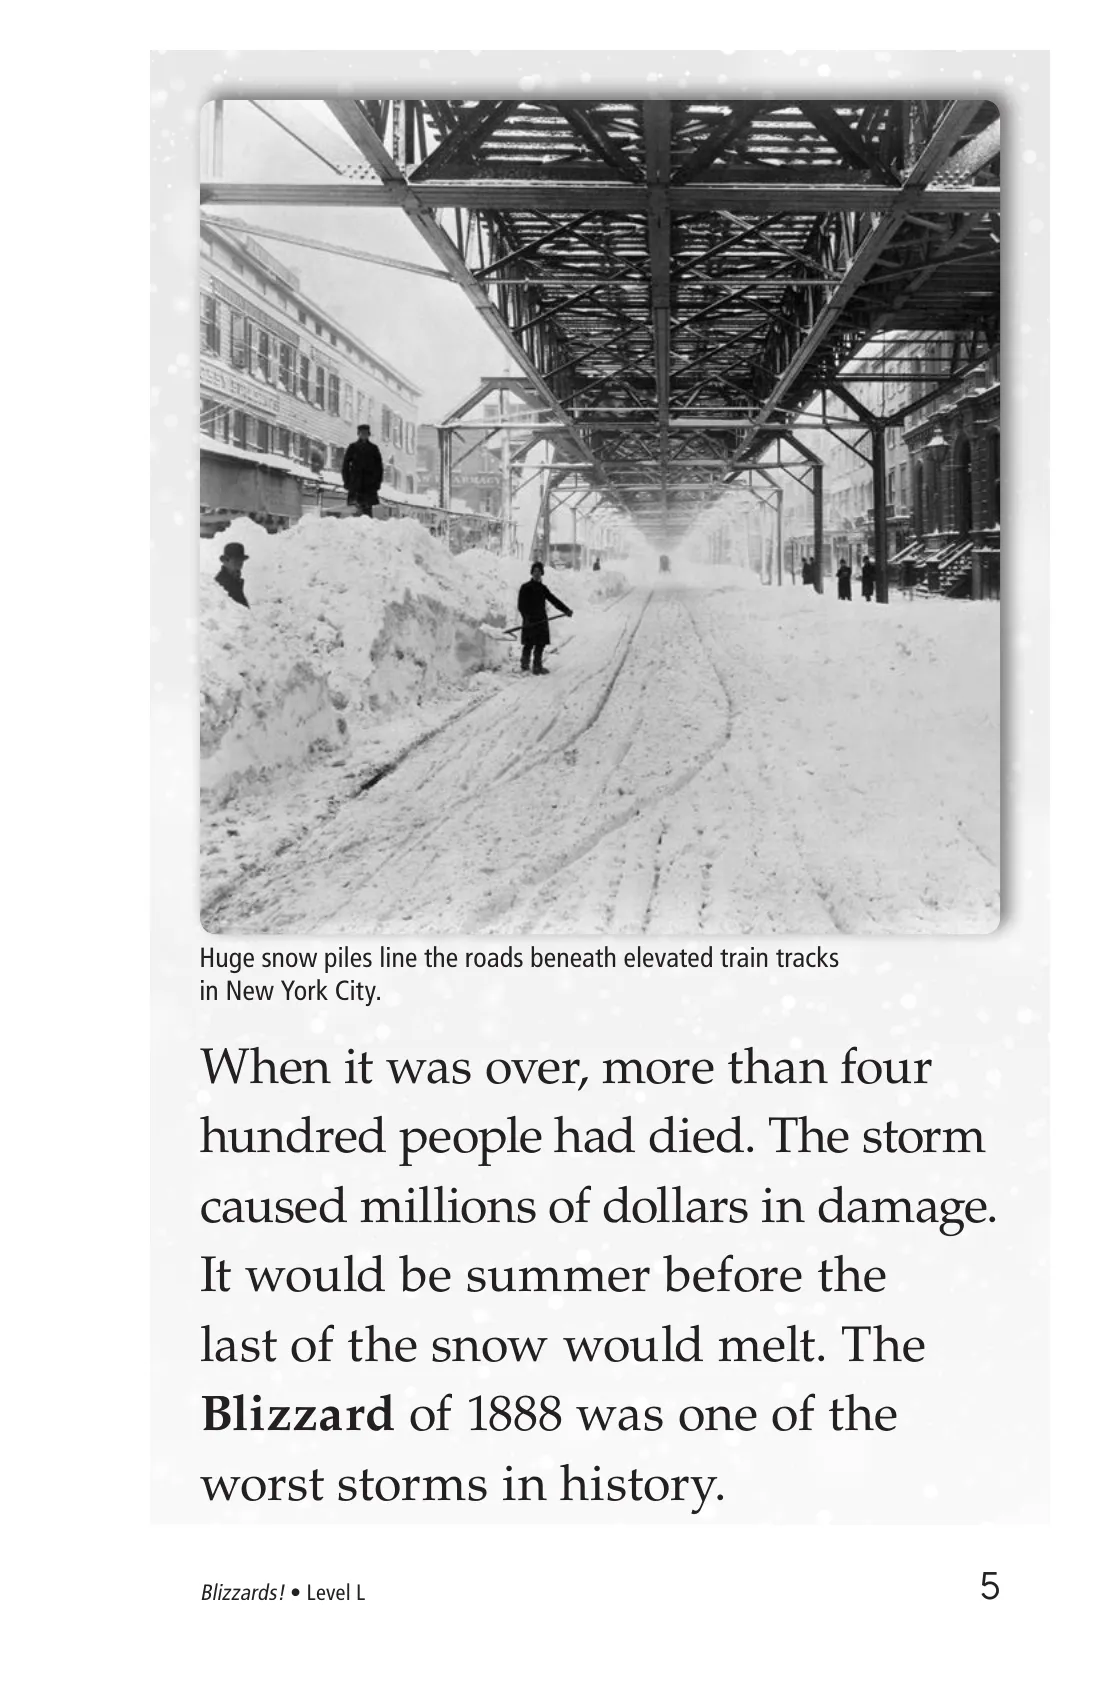 Huge snow piles line the roads beneath elevated train tracks
in New York City.
When it was over, more than four
hundred people had died. The storm
caused millions of dollars in damage.
It would be summer before the
last of the snow would melt. The
Blizzard of 1888 was one of the
worst storms in history.
Blizzards! • Level L
5